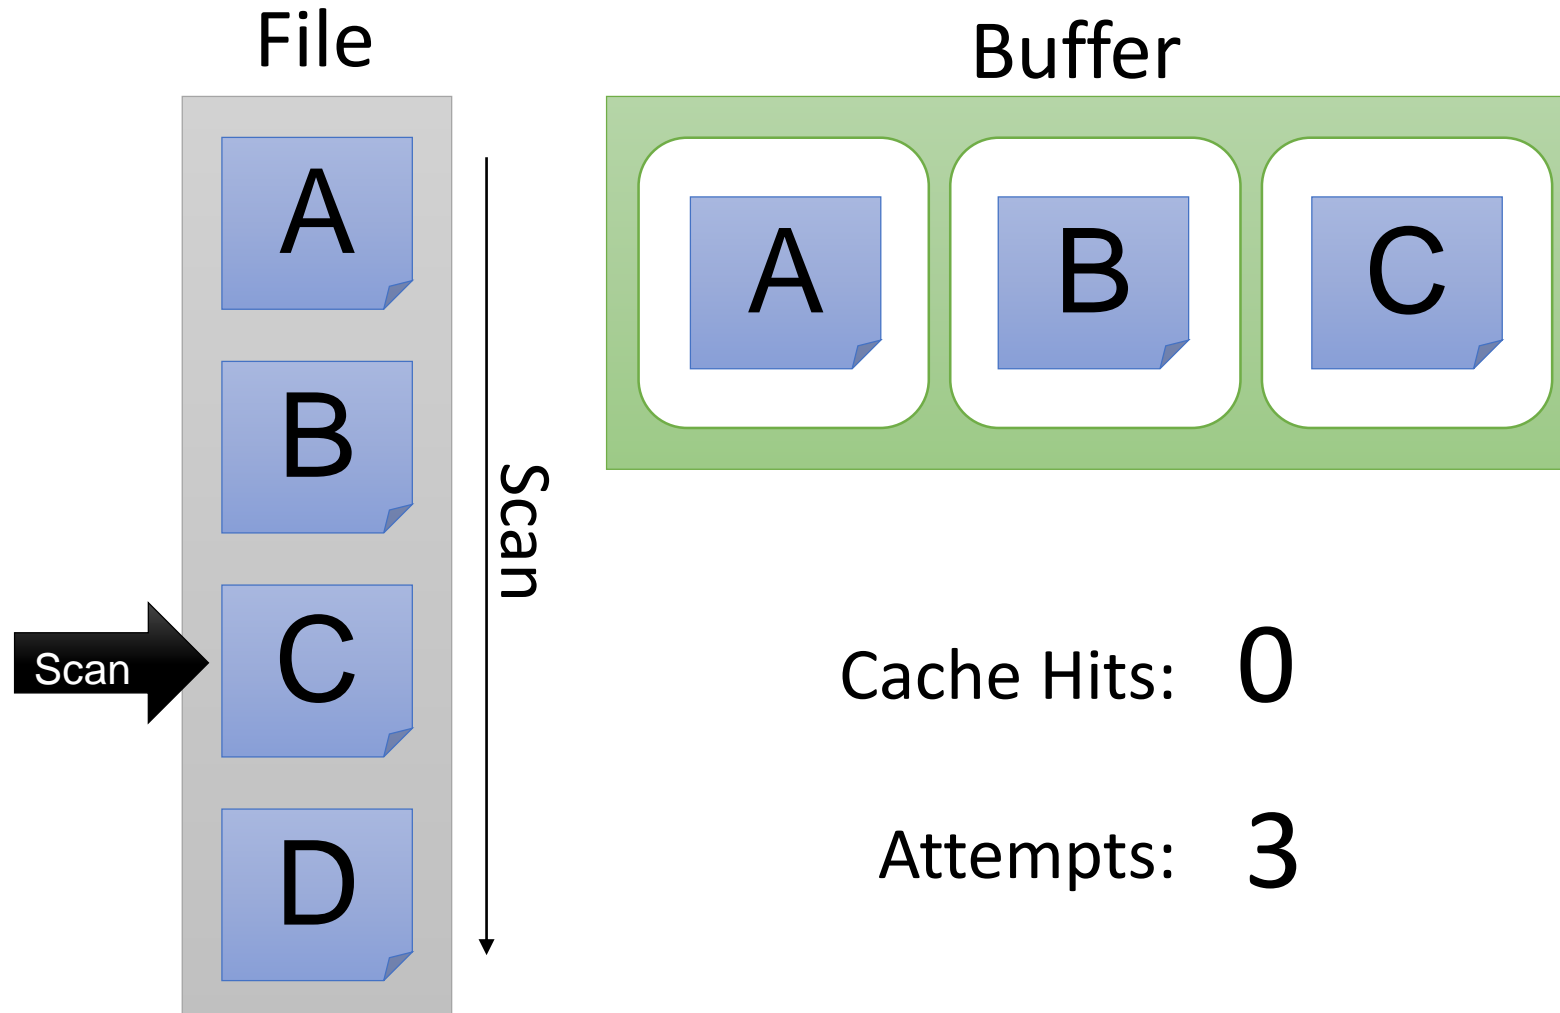 File
Buffer
A
B
C
D
Scan
Scan
A
B
C
Cache Hits: 0
Attempts: 3